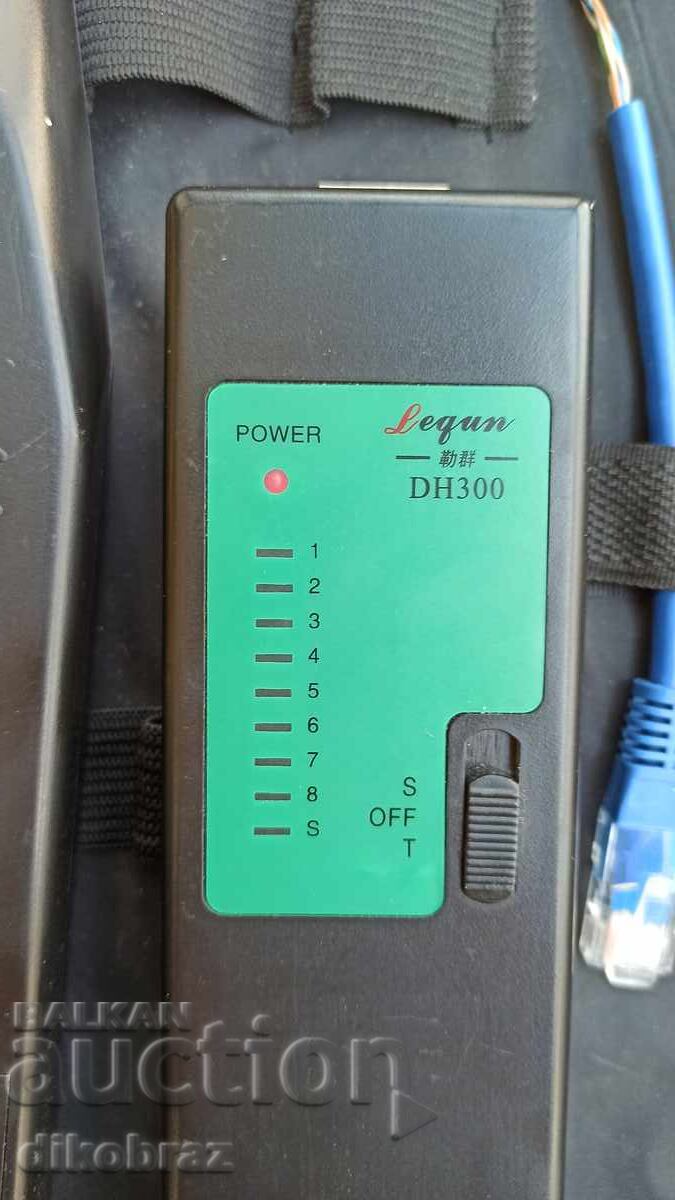 POWER
Lequn
勒群
DH300
1
2
3
4
5
6
7
8
S
S
OFF
T
BALKAN
auction
dikobraz